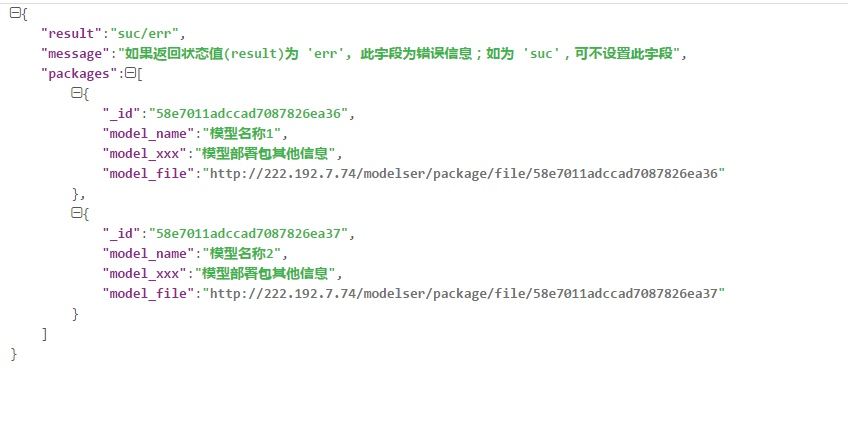 {
"result":"suc/err",
"message":"如果返回状态值(result)为 'err', 此字段为错误信息；如为 'suc'，可不设置此字段",
"packages":[
{
"_id":"58e7011adccad7087826ea36",
"model_name":"模型名称1",
"model_xxx":"模型部署包其他信息",
"model_file":"http://222.192.7.74/modelser/package/file/58e7011adccad7087826ea36"
},
{
"_id":"58e7011adccad7087826ea37",
"model_name":"模型名称2",
"model_xxx":"模型部署包其他信息",
"model_file":"http://222.192.7.74/modelser/package/file/58e7011adccad7087826ea37"
}
]
}